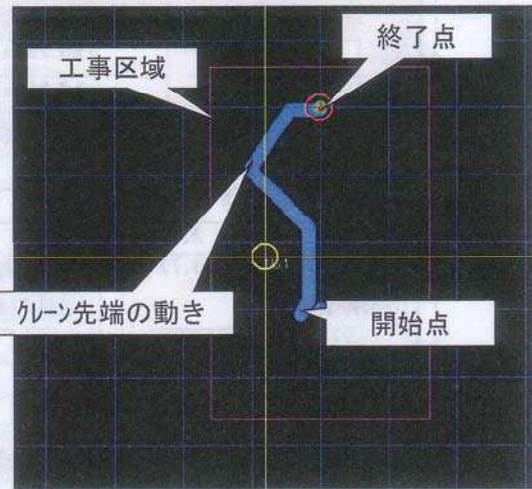 終了点
工事区域
クレーン先端の動き
開始点